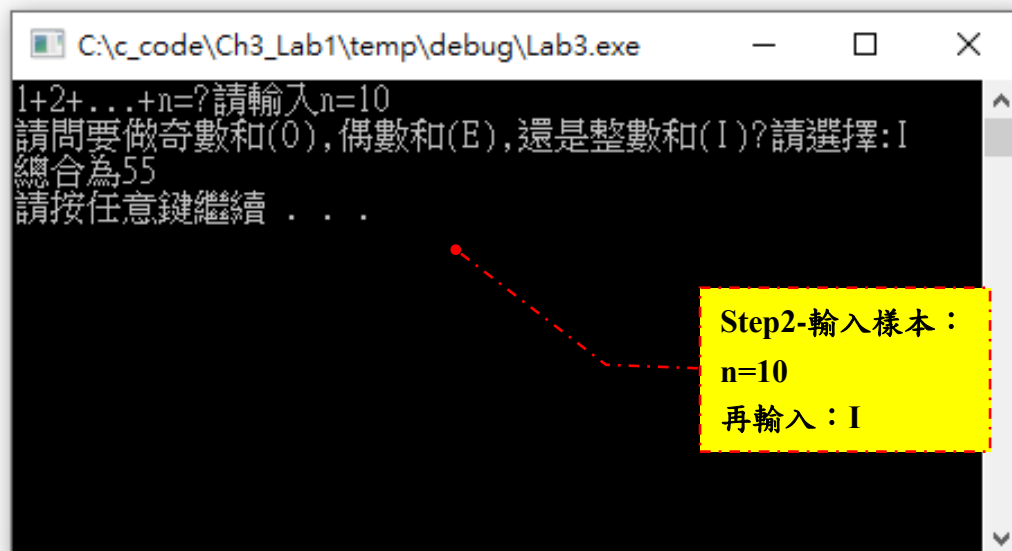 C:\c_code\Ch3_Lab1\temp\debug\Lab3.exe
1+2+...+n=?請輸入n=10
請問要做奇數和(O),偶數和(E),還是整數和(I)?請選擇:I
總合為55
請按任意鍵繼續 . . .
Step2-輸入樣本：
n=10
再輸入：I